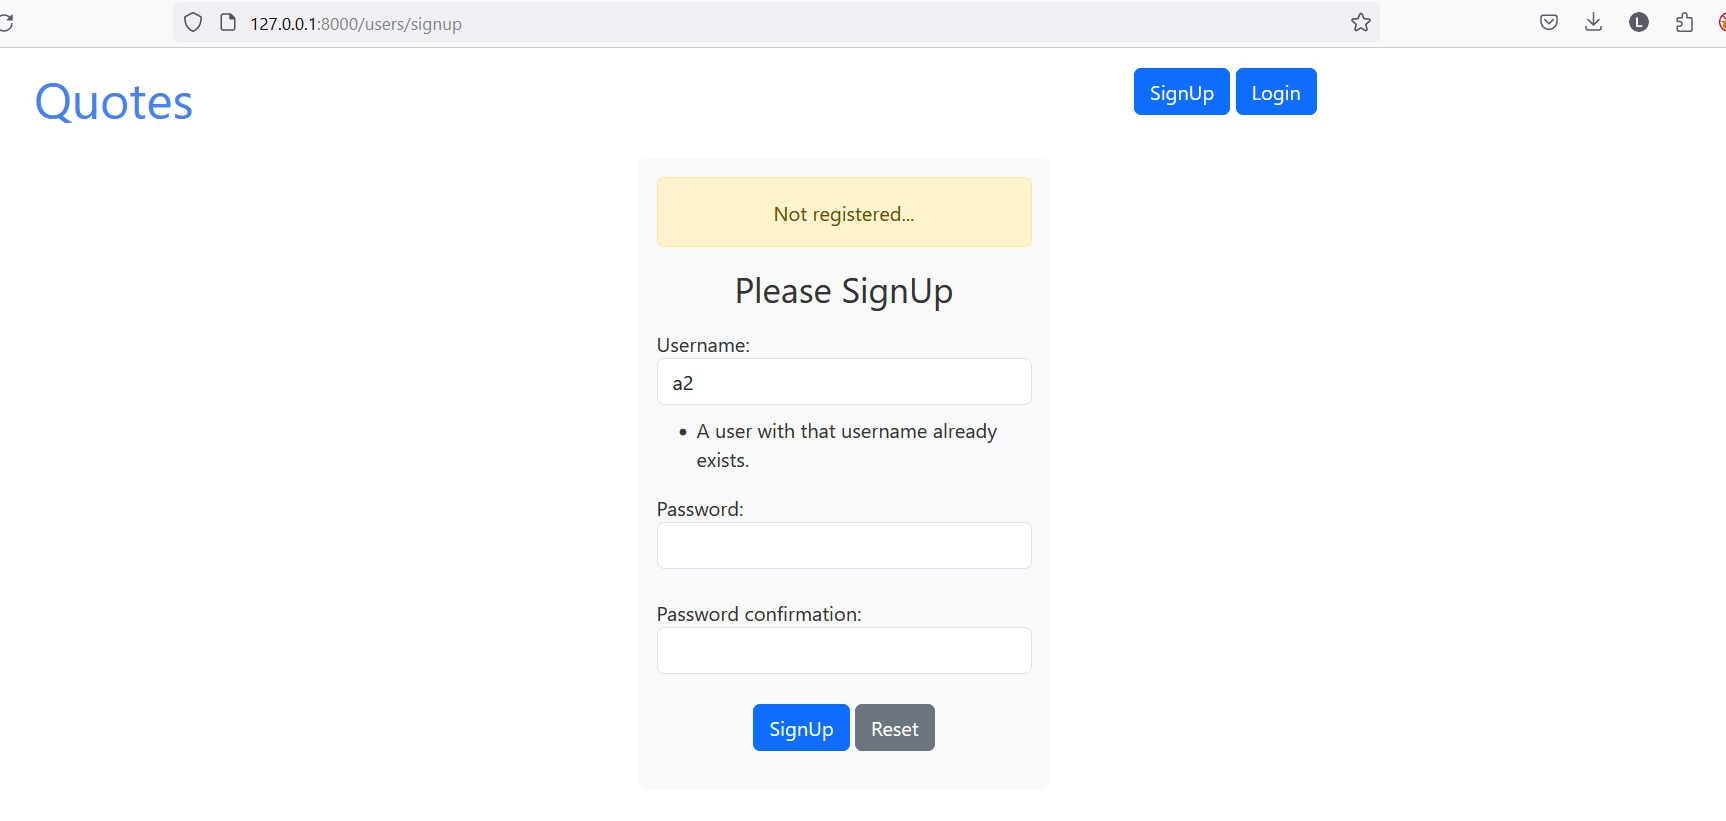 127.0.0.1:8000/users/signup
L
Quotes
SignUp Login
Not registered...
Please SignUp
Username:
a2
A user with that username already
exists.
Password:
Password confirmation:
SignUp Reset